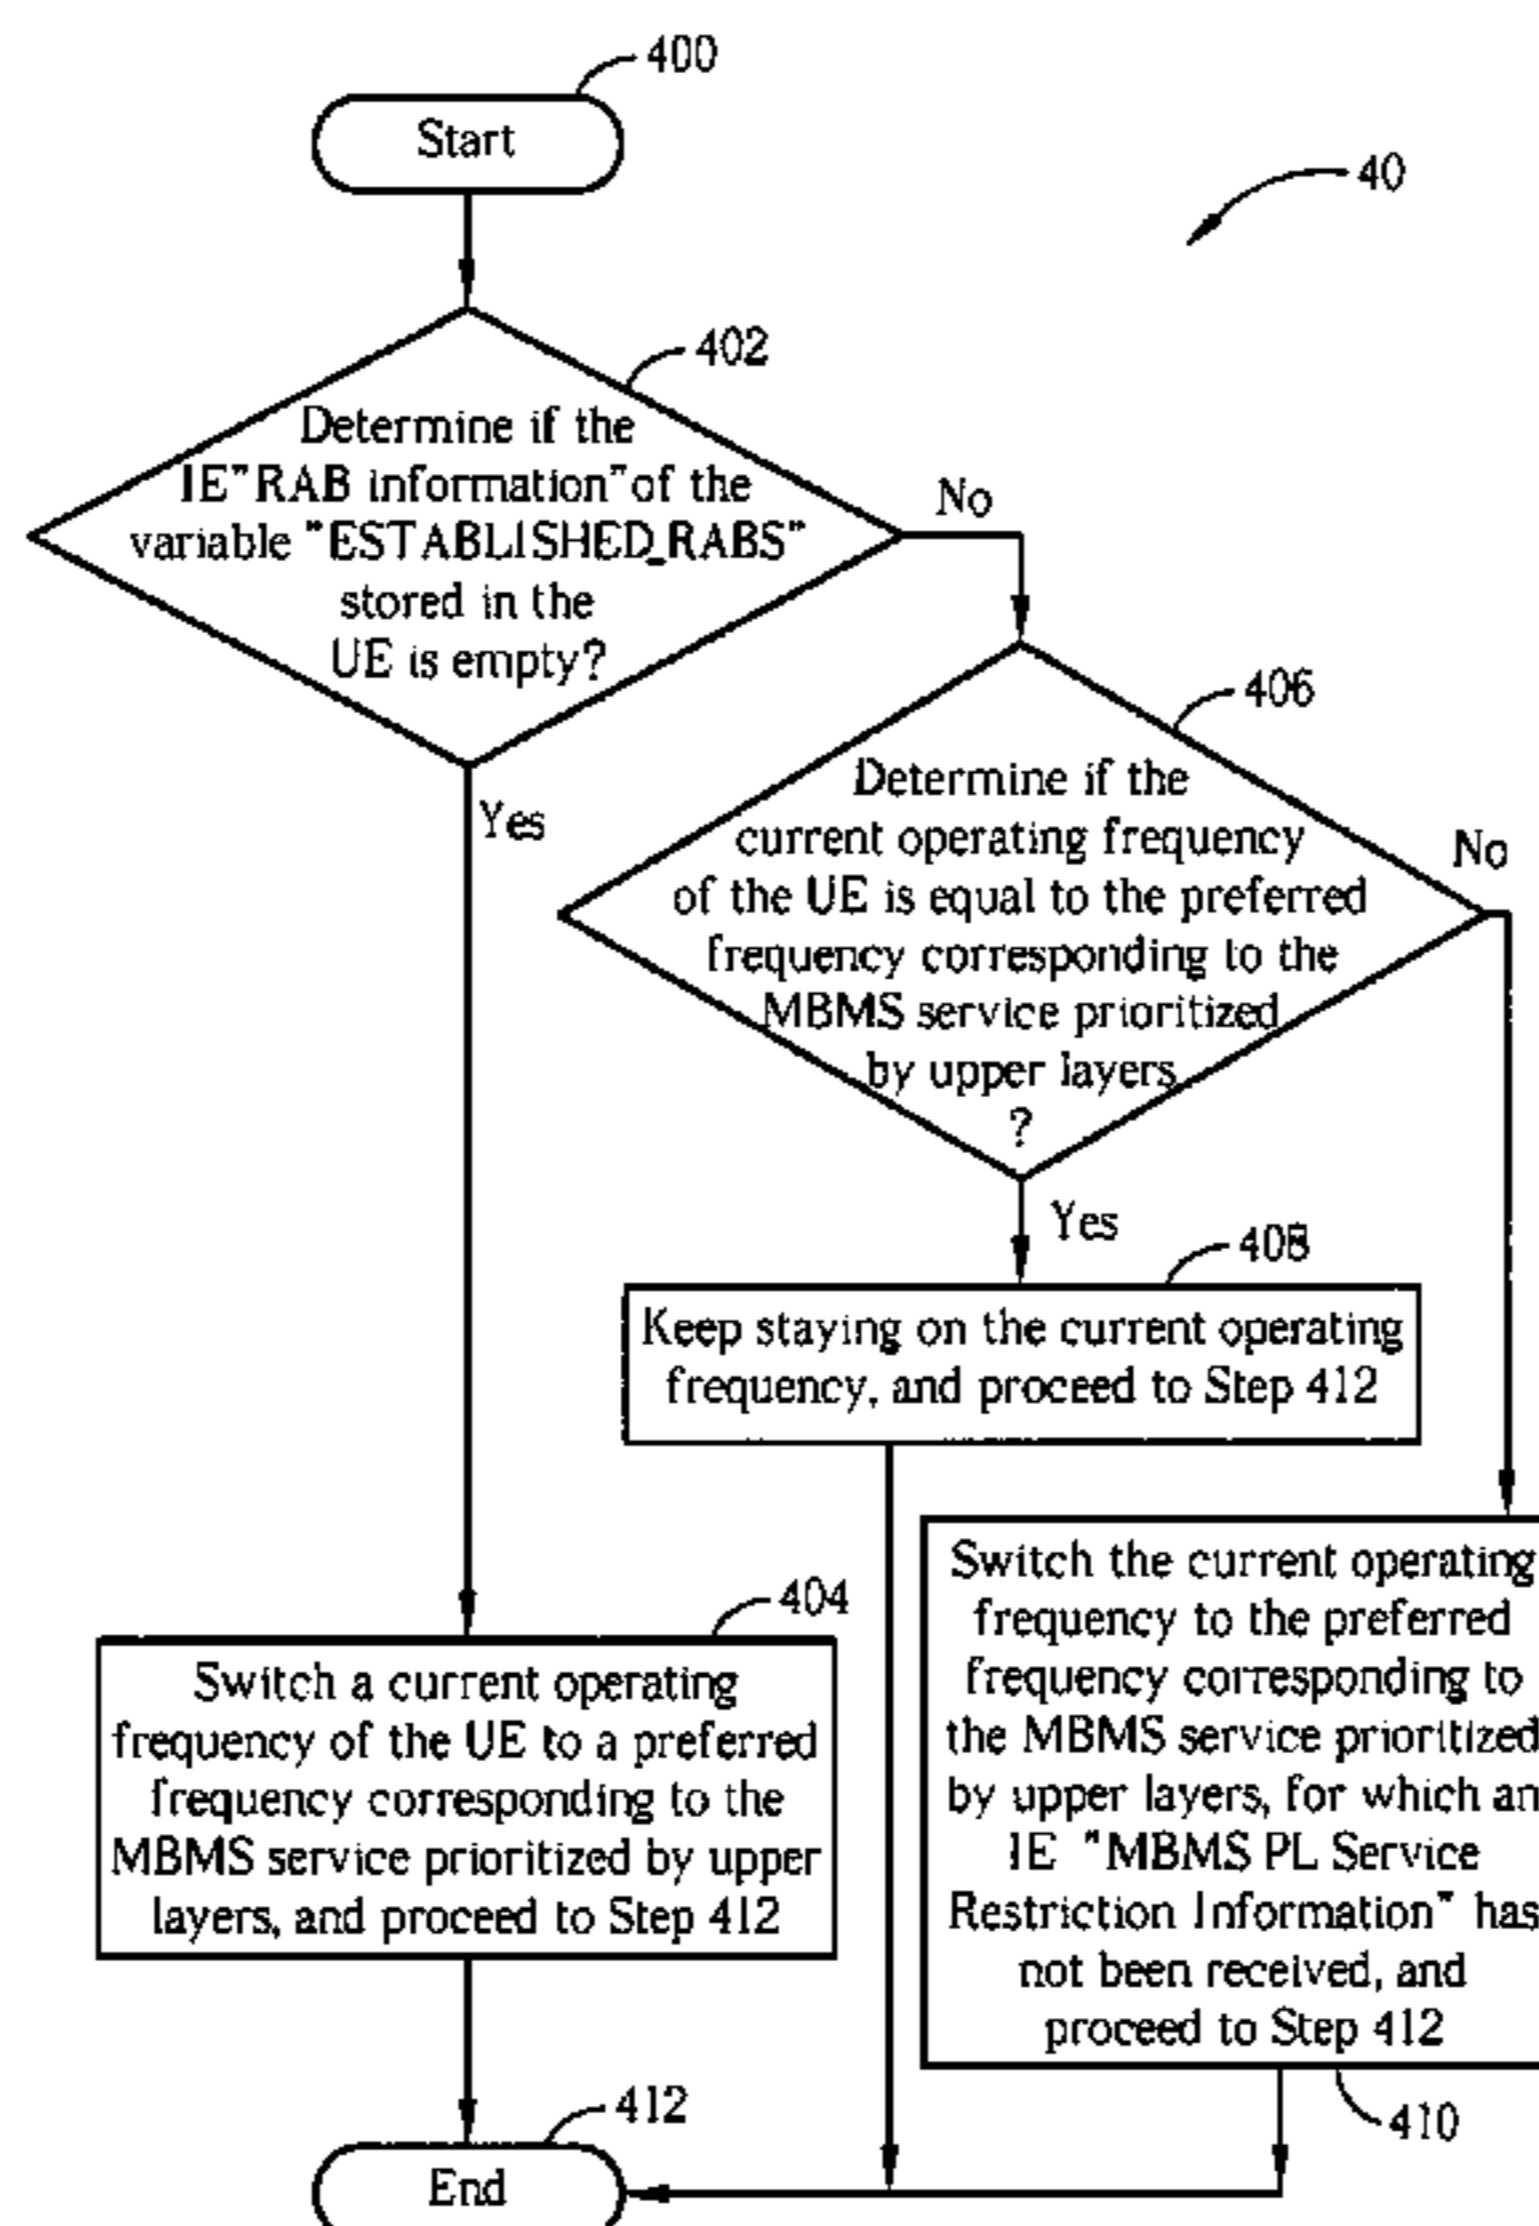 400
Start
40
402
Determine if the
IE"RAB information"of the
variable "ESTABLISHED_RABS"
stored in the
UE is empty?
No
Yes
406
Determine if the
current operating frequency
of the UE is equal to the preferred
frequency corresponding to the
MBMS service prioritized
by upper layers
?
No
Yes
408
Keep staying on the current operating
frequency, and proceed to Step 412
404
Switch a current operating
frequency of the UE to a preferred
frequency corresponding to the
MBMS service prioritized by upper
layers, and proceed to Step 412
Switch the current operating
frequency to the preferred
frequency corresponding to
the MBMS service prioritized
by upper layers, for which an
IE "MBMS PL Service
Restriction Information" has
not been received, and
proceed to Step 412
410
412
End